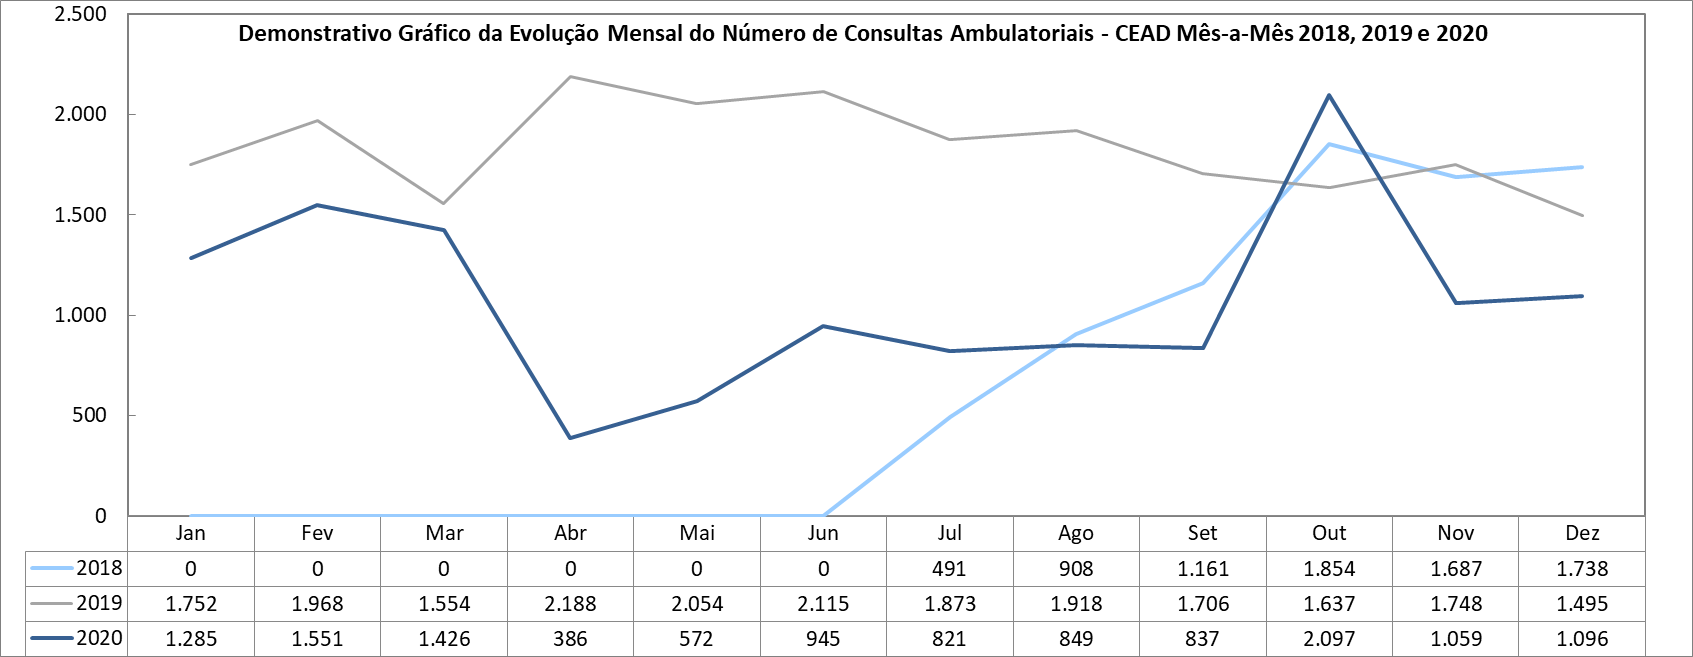 Demonstrativo Gráfico da Evolução Mensal do Número de Consultas Ambulatoriais - CEAD Mês-a-Mês 2018, 2019 e 2020
2.500
2.000
1.500
1.000
500
0
Jan Fev Mar Abr Mai Jun Jul Ago Set Out Nov Dez
2018 0 0 0 0 0 0 491 908 1.161 1.854 1.687 1.738
2019 1.752 1.968 1.554 2.188 2.054 2.115 1.873 1.918 1.706 1.637 1.748 1.495
2020 1.285 1.551 1.426 386 572 945 821 849 837 2.097 1.059 1.096